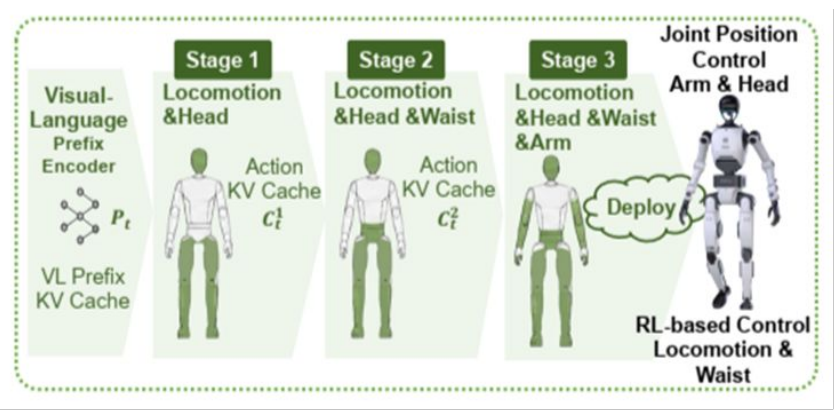 Visual-
Language
Prefix
Encoder
P_t
VL Prefix
KV Cache
Stage 1
Locomotion
&Head
Action
KV Cache
C_t^1
Stage 2
Locomotion
&Head &Waist
Action
KV Cache
C_t^2
Stage 3
Locomotion
&Head &Waist
&Arm
Deploy
Joint Position
Control
Arm & Head
RL-based Control
Locomotion &
Waist